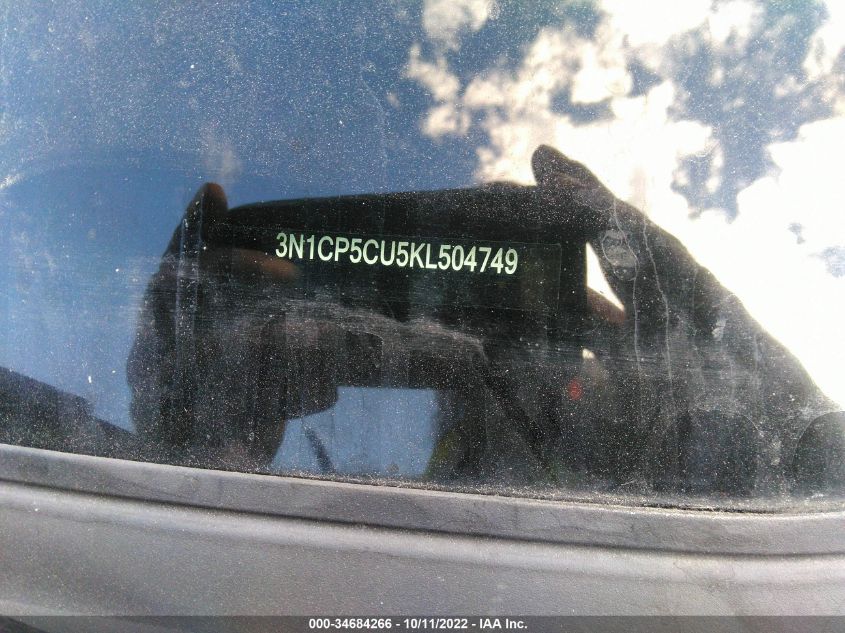 3N1CP5CU5KL504749
000-34684266 - 10/11/2022 - IAA Inc.